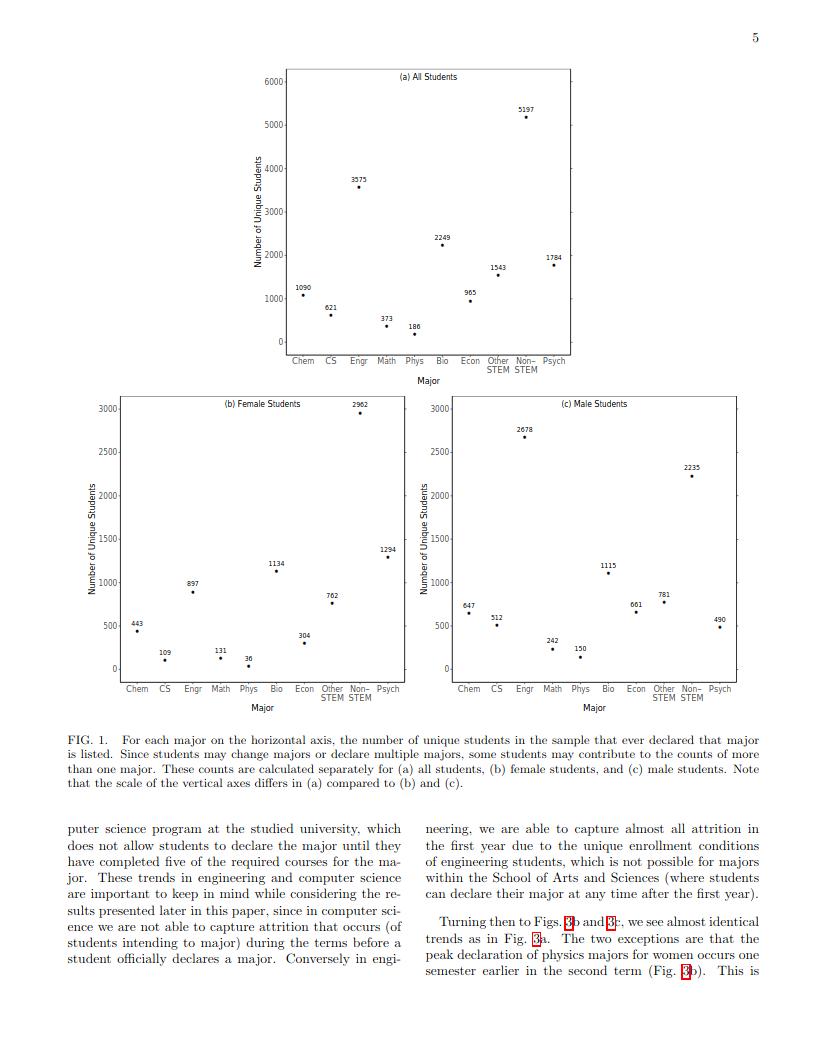 5
(a) All Students
Number of Unique Students
6000
5000
4000
3000
2000
1000
0
1090
621
3575
373
186
2249
965
1543
5197
1784
Chem CS Engr Math Phys Bio Econ Other Non– Psych
STEM STEM
Major
(b) Female Students
Number of Unique Students
3000
2500
2000
1500
1000
500
0
443
109
897
131
36
1134
304
762
2962
1294
Chem CS Engr Math Phys Bio Econ Other Non– Psych
STEM STEM
Major
(c) Male Students
Number of Unique Students
3000
2500
2000
1500
1000
500
0
647
512
2678
242
150
1115
661
781
2235
490
Chem CS Engr Math Phys Bio Econ Other Non– Psych
STEM STEM
Major
FIG. 1. For each major on the horizontal axis, the number of unique students in the sample that ever declared that major
is listed. Since students may change majors or declare multiple majors, some students may contribute to the counts of more
than one major. These counts are calculated separately for (a) all students, (b) female students, and (c) male students. Note
that the scale of the vertical axes differs in (a) compared to (b) and (c).
puter science program at the studied university, which
does not allow students to declare the major until they
have completed five of the required courses for the ma-
jor. These trends in engineering and computer science
are important to keep in mind while considering the re-
sults presented later in this paper, since in computer sci-
ence we are not able to capture attrition that occurs (of
students intending to major) during the terms before a
student officially declares a major. Conversely in engi-
neering, we are able to capture almost all attrition in
the first year due to the unique enrollment conditions
of engineering students, which is not possible for majors
within the School of Arts and Sciences (where students
can declare their major at any time after the first year).
Turning then to Figs. 3b and 3c, we see almost identical
trends as in Fig. 3a. The two exceptions are that the
peak declaration of physics majors for women occurs one
semester earlier in the second term (Fig. 3b). This is